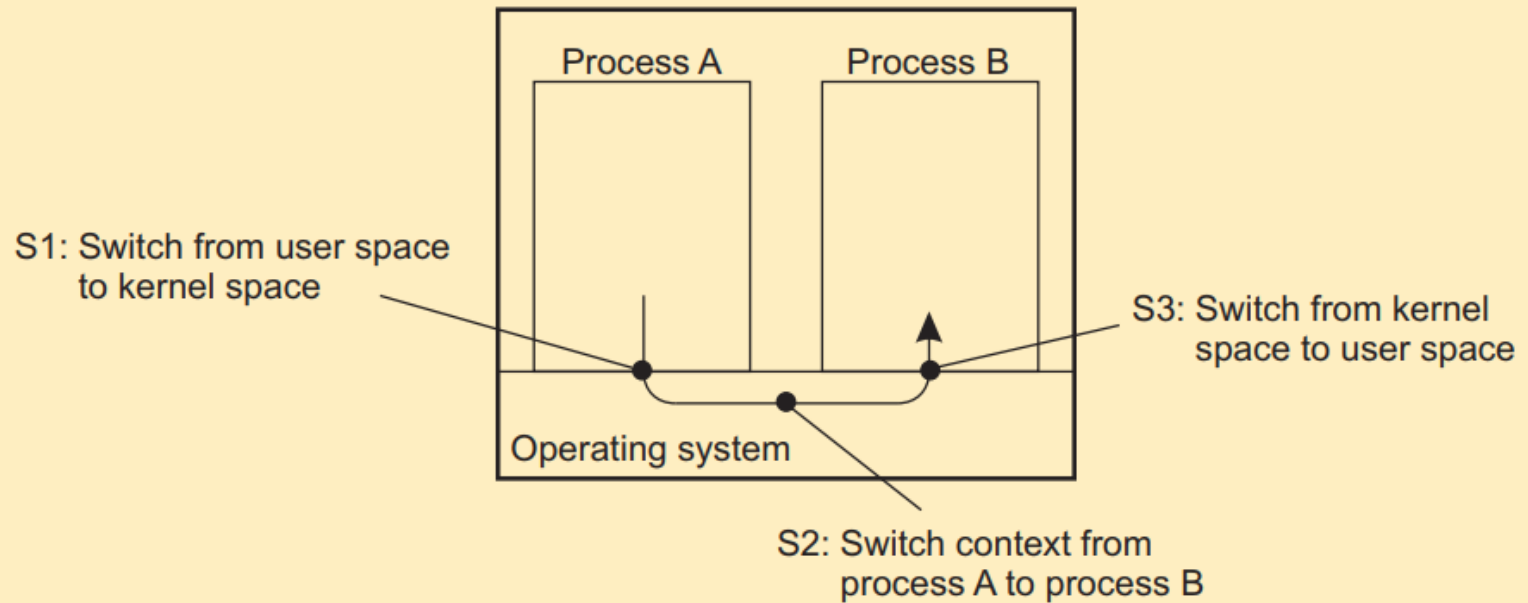 Process A
Process B
S1: Switch from user space
to kernel space
S3: Switch from kernel
space to user space
Operating system
S2: Switch context from
process A to process B